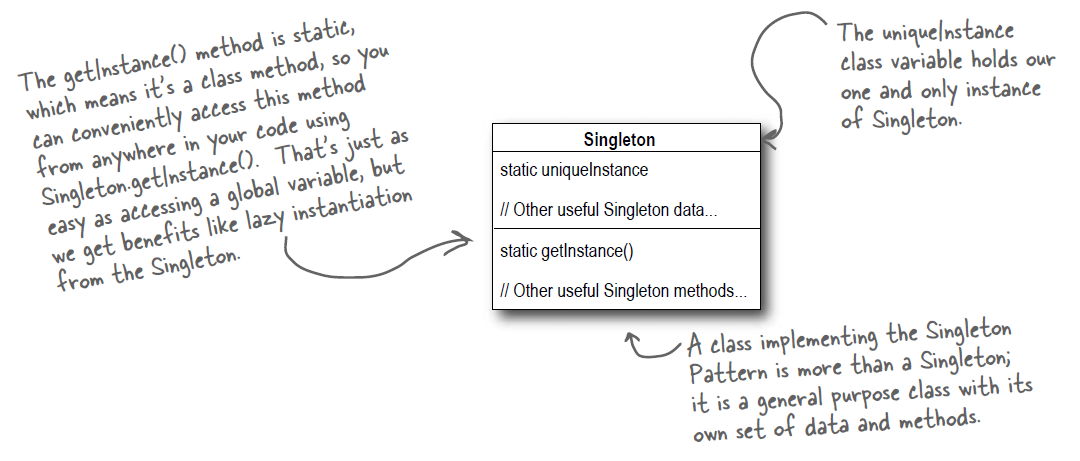 The getInstance() method is static,
which means it's a class method, so you
can conveniently access this method
from anywhere in your code using
Singleton.getInstance(). That's just as
easy as accessing a global variable, but
we get benefits like lazy instantiation
from the Singleton.
The uniqueInstance
class variable holds our
one and only instance
of Singleton.
Singleton
static uniqueInstance
// Other useful Singleton data...
static getInstance()
// Other useful Singleton methods...
A class implementing the Singleton
Pattern is more than a Singleton;
it is a general purpose class with its
own set of data and methods.